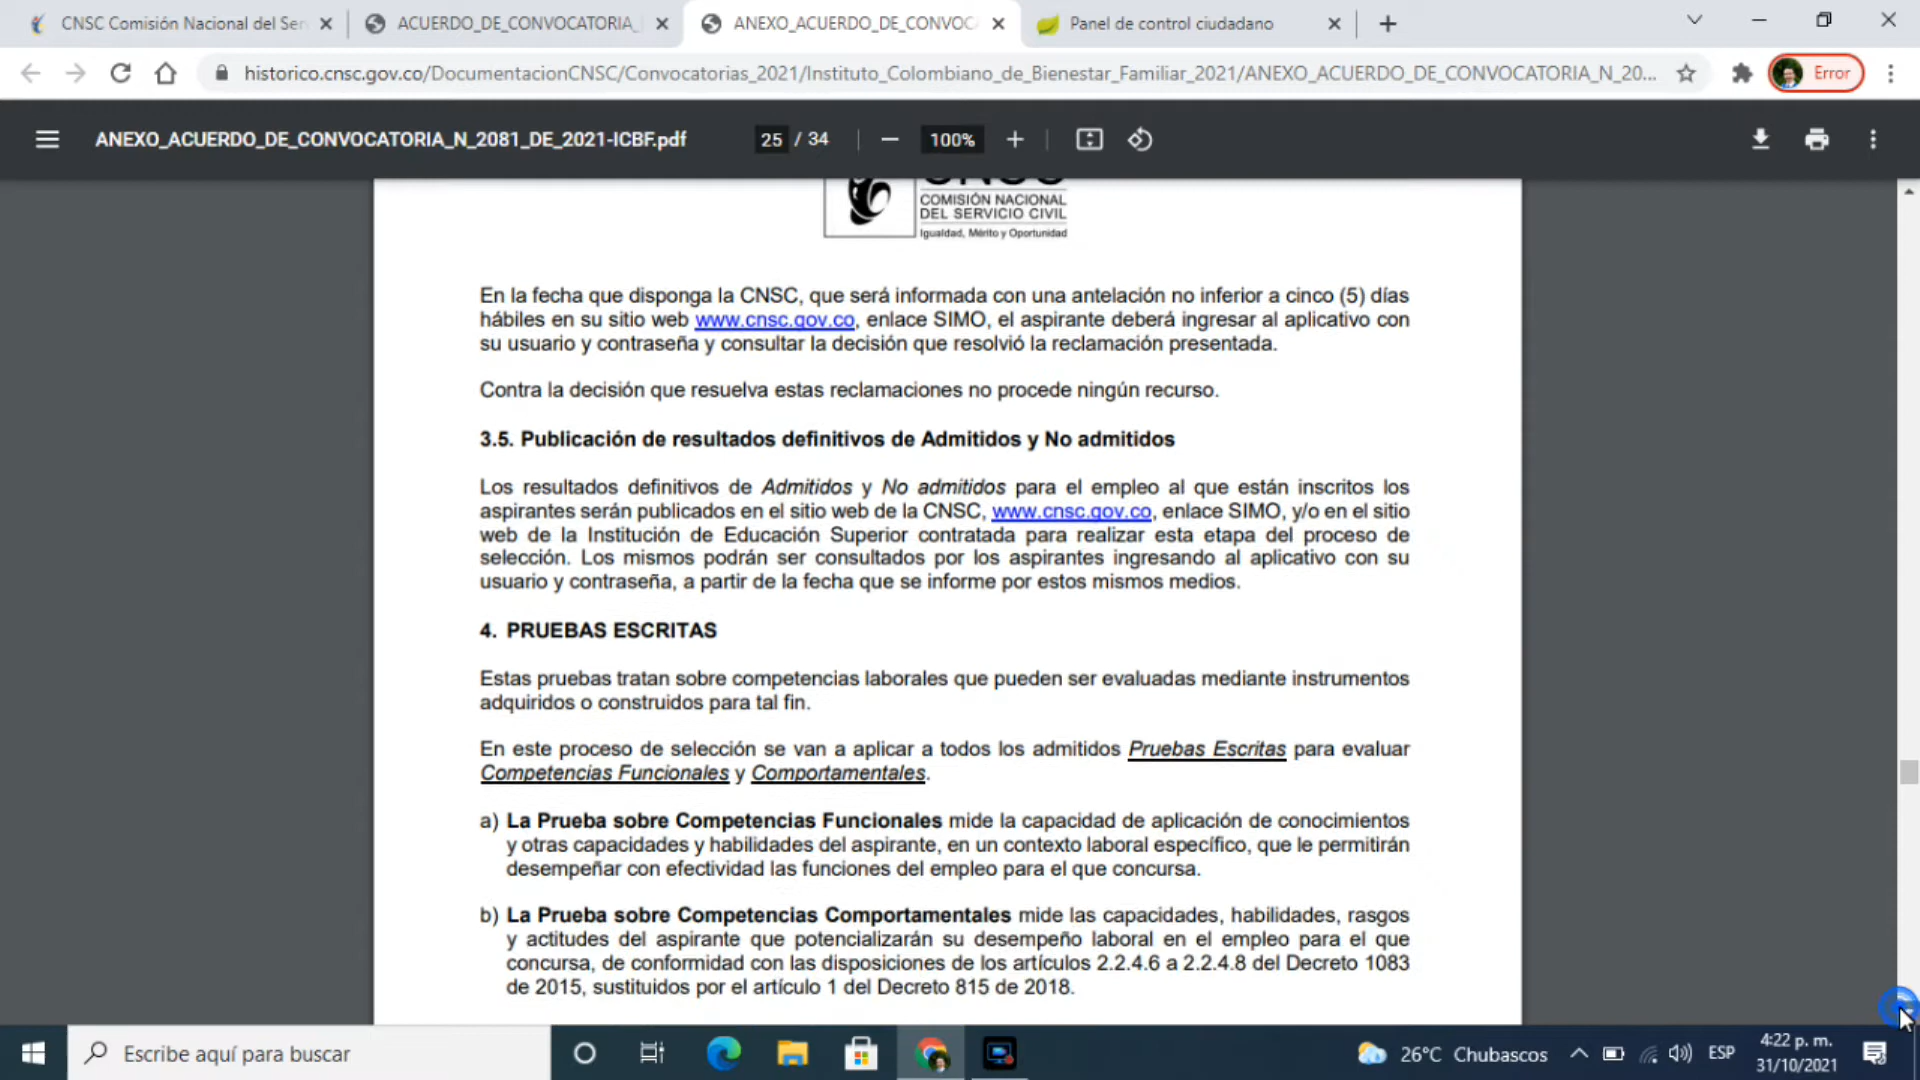 CNSC Comisión Nacional del Ser
ACUERDO_DE_CONVOCATORIA_
ANEXO_ACUERDO_DE_CONVOCA
Panel de control ciudadano
historico.cnsc.gov.co/DocumentacionCNSC/Convocatorias_2021/Instituto_Colombiano_de_Bienestar_Familiar_2021/ANEXO_ACUERDO_DE_CONVOCATORIA_N_20...
Error
ANEXO_ACUERDO_DE_CONVOCATORIA_N_2081_DE_2021-ICBF.pdf
25 / 34
100%
CNSC
COMISIÓN NACIONAL
DEL SERVICIO CIVIL
Igualdad, Mérito y Oportunidad
En la fecha que disponga la CNSC, que será informada con una antelación no inferior a cinco (5) días
hábiles en su sitio web www.cnsc.gov.co, enlace SIMO, el aspirante deberá ingresar al aplicativo con
su usuario y contraseña y consultar la decisión que resolvió la reclamación presentada.
Contra la decisión que resuelva estas reclamaciones no procede ningún recurso.
3.5. Publicación de resultados definitivos de Admitidos y No admitidos
Los resultados definitivos de Admitidos y No admitidos para el empleo al que están inscritos los
aspirantes serán publicados en el sitio web de la CNSC, www.cnsc.gov.co, enlace SIMO, y/o en el sitio
web de la Institución de Educación Superior contratada para realizar esta etapa del proceso de
selección. Los mismos podrán ser consultados por los aspirantes ingresando al aplicativo con su
usuario y contraseña, a partir de la fecha que se informe por estos mismos medios.
4. PRUEBAS ESCRITAS
Estas pruebas tratan sobre competencias laborales que pueden ser evaluadas mediante instrumentos
adquiridos o construidos para tal fin.
En este proceso de selección se van a aplicar a todos los admitidos Pruebas Escritas para evaluar
Competencias Funcionales y Comportamentales.
a) La Prueba sobre Competencias Funcionales mide la capacidad de aplicación de conocimientos
y otras capacidades y habilidades del aspirante, en un contexto laboral específico, que le permitirán
desempeñar con efectividad las funciones del empleo para el que concursa.
b) La Prueba sobre Competencias Comportamentales mide las capacidades, habilidades, rasgos
y actitudes del aspirante que potencializarán su desempeño laboral en el empleo para el que
concursa, de conformidad con las disposiciones de los artículos 2.2.4.6 a 2.2.4.8 del Decreto 1083
de 2015, sustituidos por el artículo 1 del Decreto 815 de 2018.
Escribe aquí para buscar
26°C Chubascos
ESP
4:22 p. m.
31/10/2021